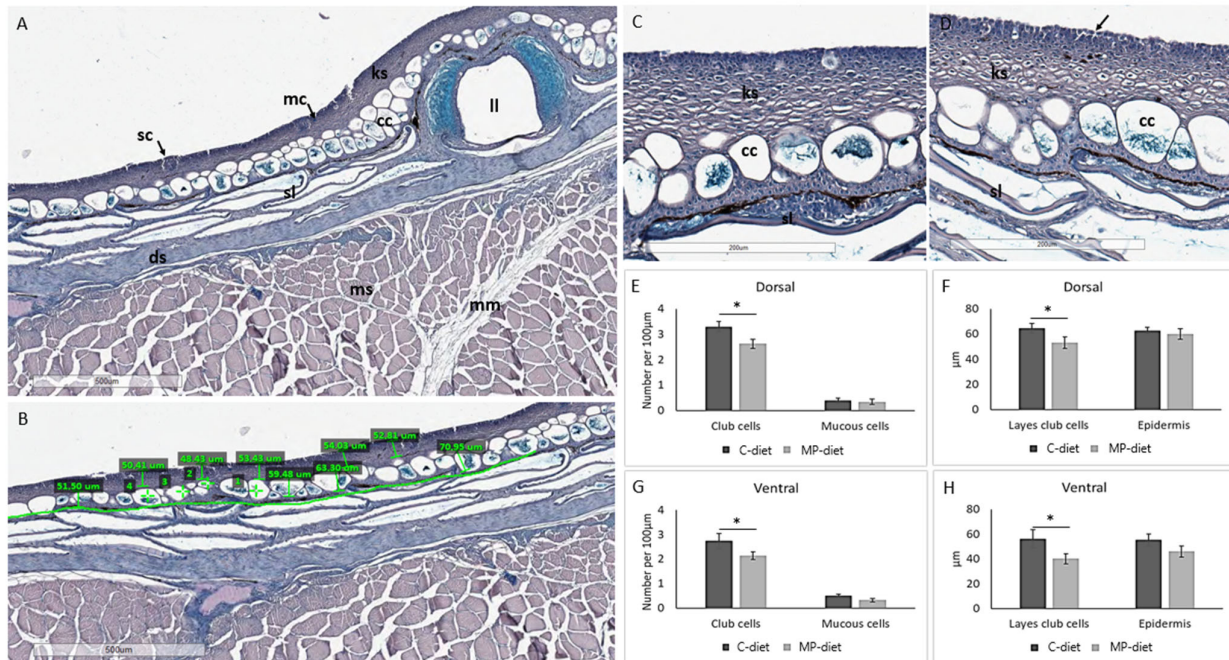 A
ks
mc
cc
ll
sc
sl
ds
ms
mm
500um
B
54.03 um
52.81 um
50.41 um
48.43 um
53.43 um
70.95 um
63.30 um
51.50 um
4
3
2
1
59.48 um
500um
C
ks
cc
sl
200um
D
ks
cc
sl
200um
E
Dorsal
*
Number per 100µm
4
3
2
1
0
Club cells
Mucous cells
C-diet
MP-diet
F
Dorsal
*
µm
80
60
40
20
0
Layes club cells
Epidermis
C-diet
MP-diet
G
Ventral
*
Number per 100µm
4
3
2
1
0
Club cells
Mucous cells
C-diet
MP-diet
H
Ventral
*
µm
80
60
40
20
0
Layes club cells
Epidermis
C-diet
MP-diet